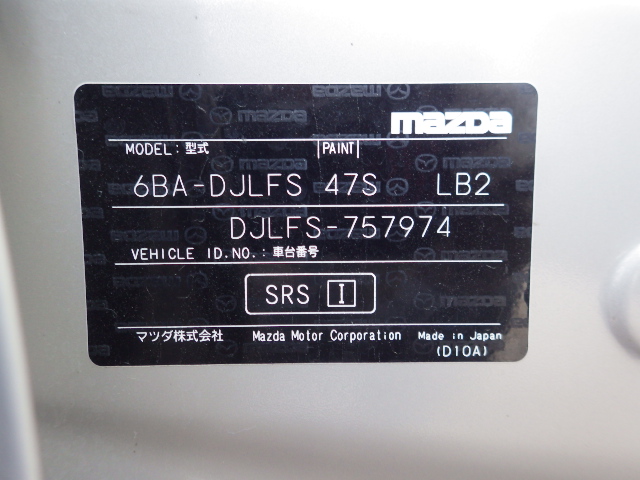 mazda
MODEL: 型式 PAINT
6BA-DJLFS 47S LB2
DJLFS-757974
VEHICLE ID.NO.: 車台番号
SRS I
マツダ株式会社 Mazda Motor Corporation Made in Japan
(D10A)